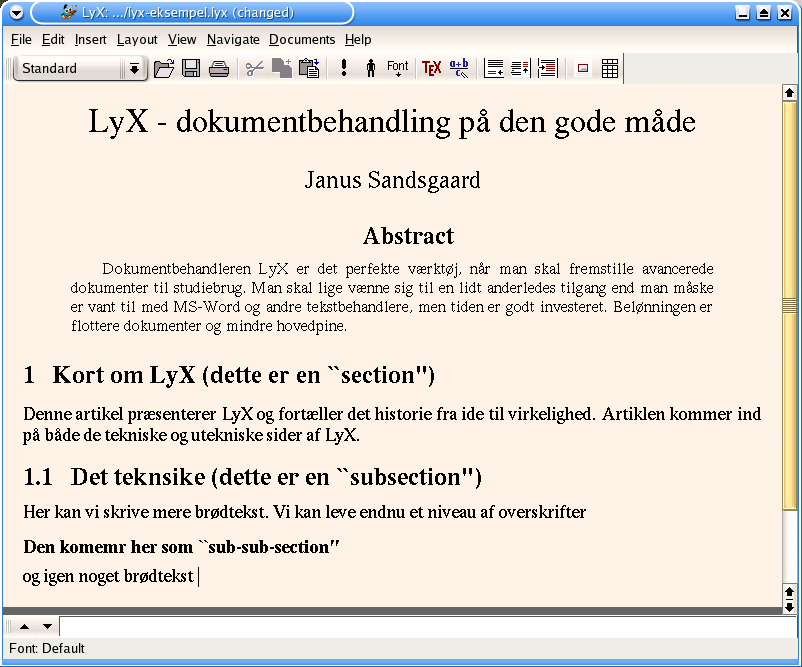 LyX: .../lyx-eksempel.lyx (changed)
File Edit Insert Layout View Navigate Documents Help
Standard Font TEX a+b c
LyX - dokumentbehandling på den gode måde
Janus Sandsgaard
Abstract
Dokumentbehandleren LyX er det perfekte værktøj, når man skal fremstille avancerede
dokumenter til studiebrug. Man skal lige vænne sig til en lidt anderledes tilgang end man måske
er vant til med MS-Word og andre tekstbehandlere, men tiden er godt investeret. Belønningen er
flottere dokumenter og mindre hovedpine.
1 Kort om LyX (dette er en ``section")
Denne artikel præsenterer LyX og fortæller det historie fra ide til virkelighed. Artiklen kommer ind
på både de tekniske og utekniske sider af LyX.
1.1 Det teknsike (dette er en ``subsection")
Her kan vi skrive mere brødtekst. Vi kan leve endnu et niveau af overskrifter
Den komemr her som ``sub-sub-section"
og igen noget brødtekst
Font: Default